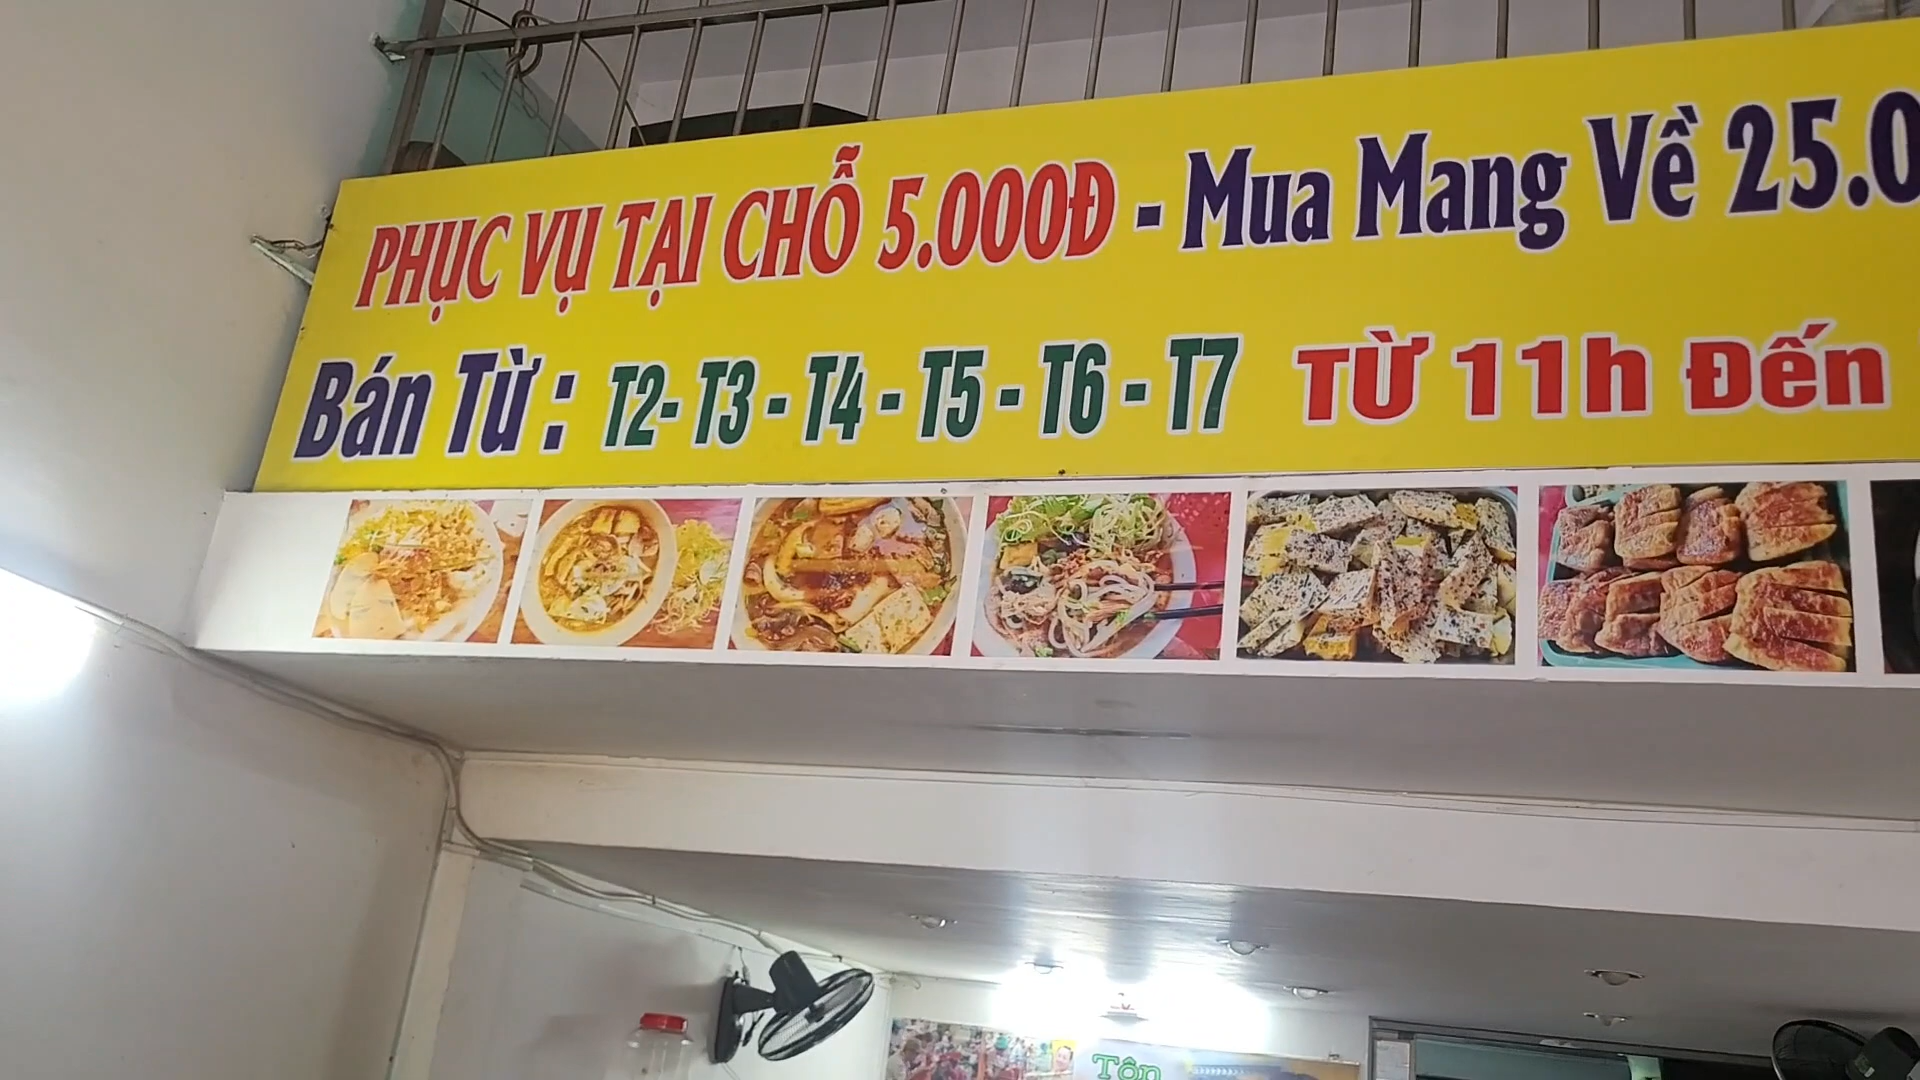 PHỤC VỤ TẠI CHỖ 5.000Đ - Mua Mang Về 25.0
Bán Từ : T2- T3 - T4 - T5 - T6 - T7 TỪ 11h Đến
Tôn